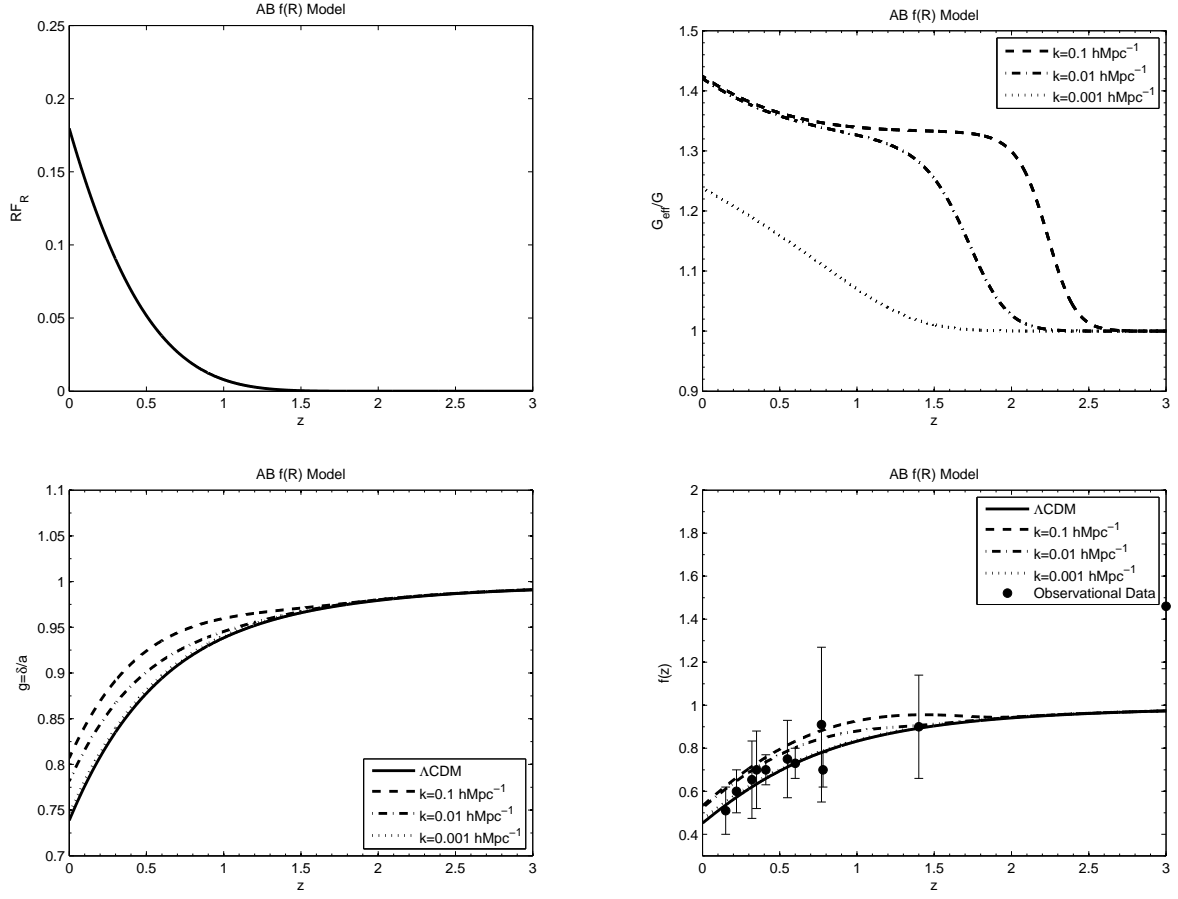 AB f(R) Model
0.25
0.2
0.15
0.1
0.05
0
RF_R
0 0.5 1 1.5 2 2.5 3
z
AB f(R) Model
1.5
1.4
1.3
1.2
1.1
1
0.9
G_eff/G
k=0.1 hMpc⁻¹
k=0.01 hMpc⁻¹
k=0.001 hMpc⁻¹
0 0.5 1 1.5 2 2.5 3
z
AB f(R) Model
1.1
1.05
1
0.95
0.9
0.85
0.8
0.75
0.7
g=δ/a
ΛCDM
k=0.1 hMpc⁻¹
k=0.01 hMpc⁻¹
k=0.001 hMpc⁻¹
0 0.5 1 1.5 2 2.5 3
z
AB f(R) Model
2
1.8
1.6
1.4
1.2
1
0.8
0.6
0.4
f(z)
ΛCDM
k=0.1 hMpc⁻¹
k=0.01 hMpc⁻¹
k=0.001 hMpc⁻¹
Observational Data
0 0.5 1 1.5 2 2.5 3
z